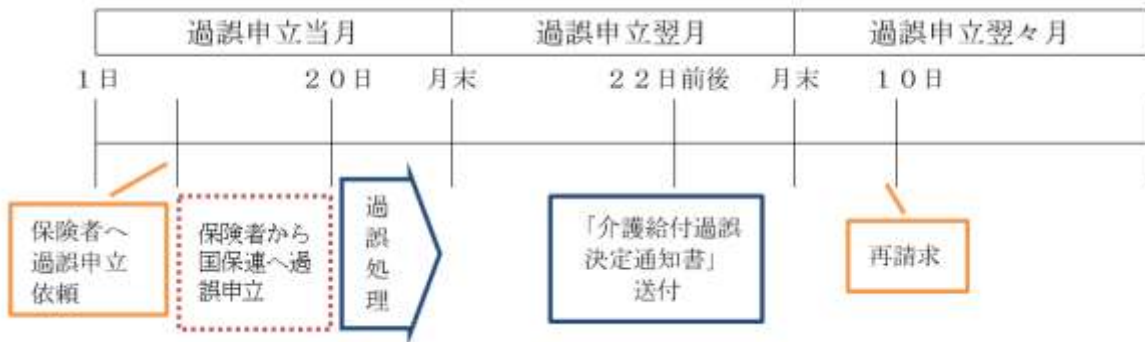 過誤申立当月
過誤申立翌月
過誤申立翌々月
1日
20日
月末
22日前後
月末
10日
保険者へ
過誤申立
依頼
保険者から
国保連へ過
誤申立
過誤処理
「介護給付過誤
決定通知書」
送付
再請求